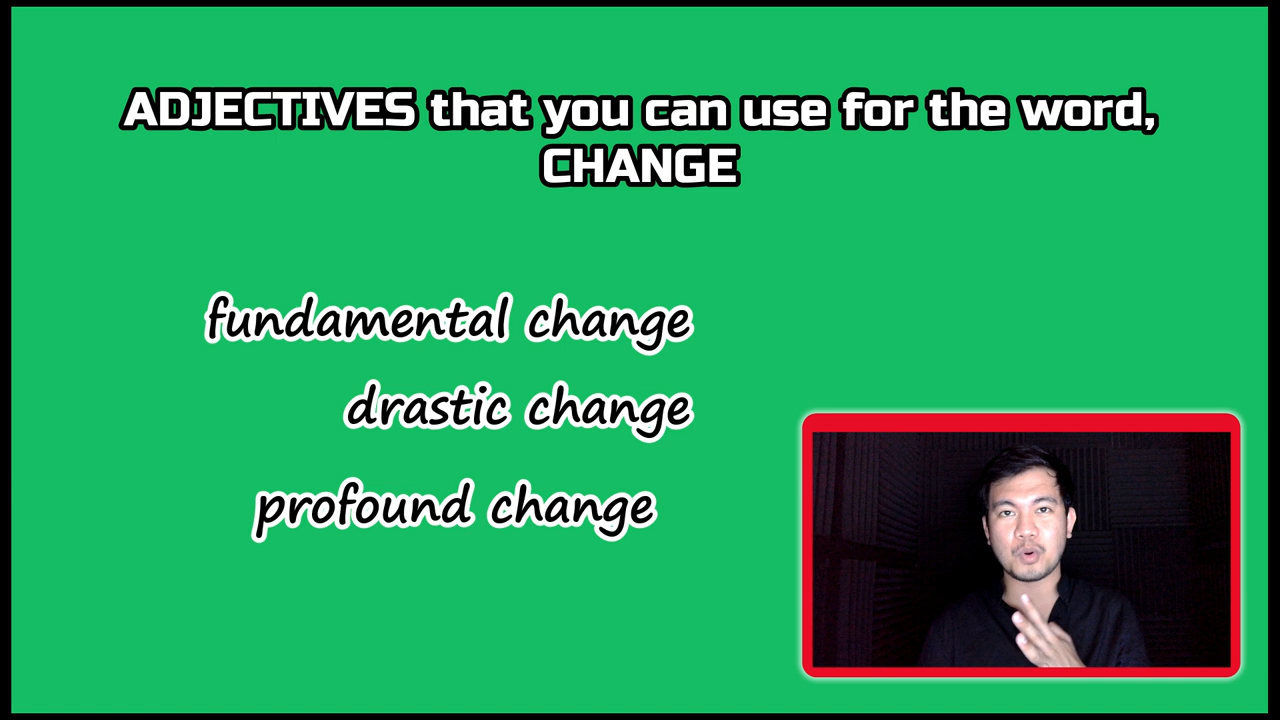 ADJECTIVES that you can use for the word,
CHANGE
fundamental change
drastic change
profound change